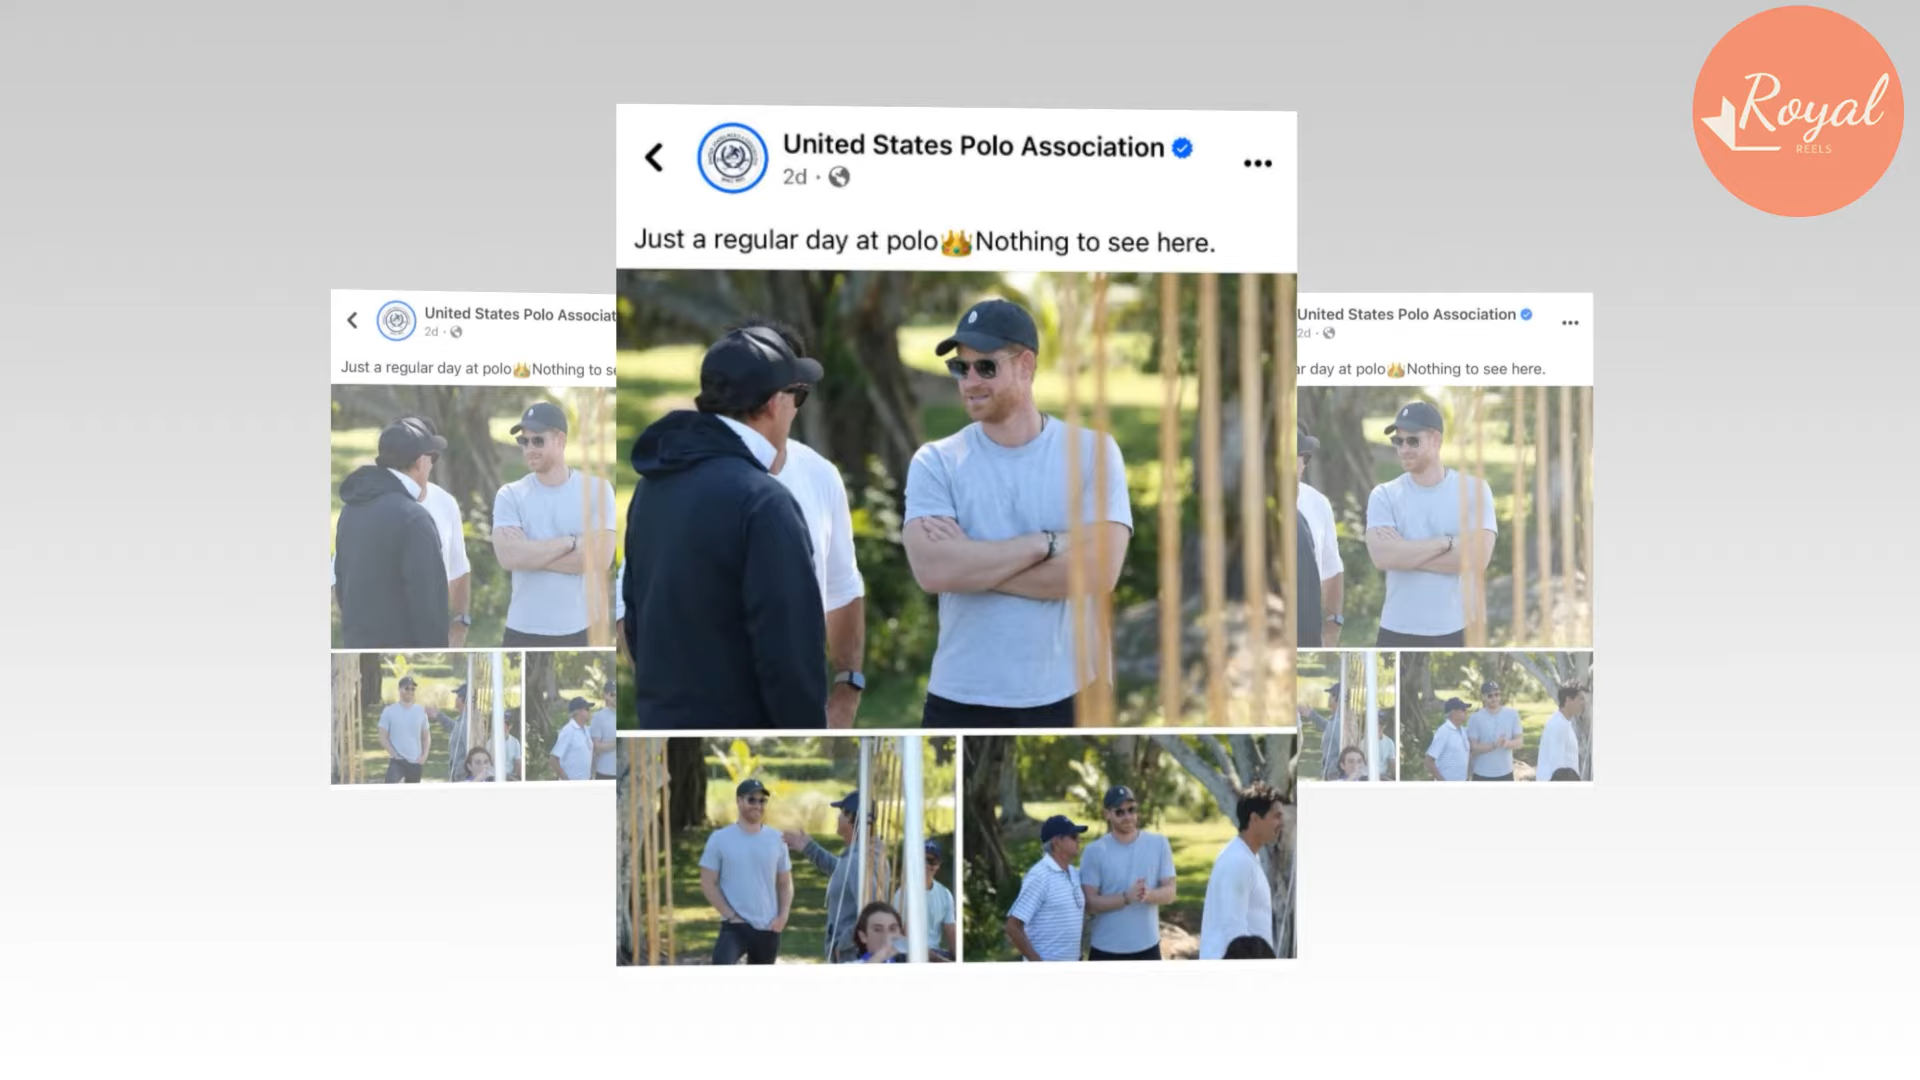 Royal
REELS
United States Polo Association
2d ·
Just a regular day at polo👑Nothing to see here.
United States Polo Associat
2d ·
Just a regular day at polo👑Nothing to se
United States Polo Association
2d ·
r day at polo👑Nothing to see here.